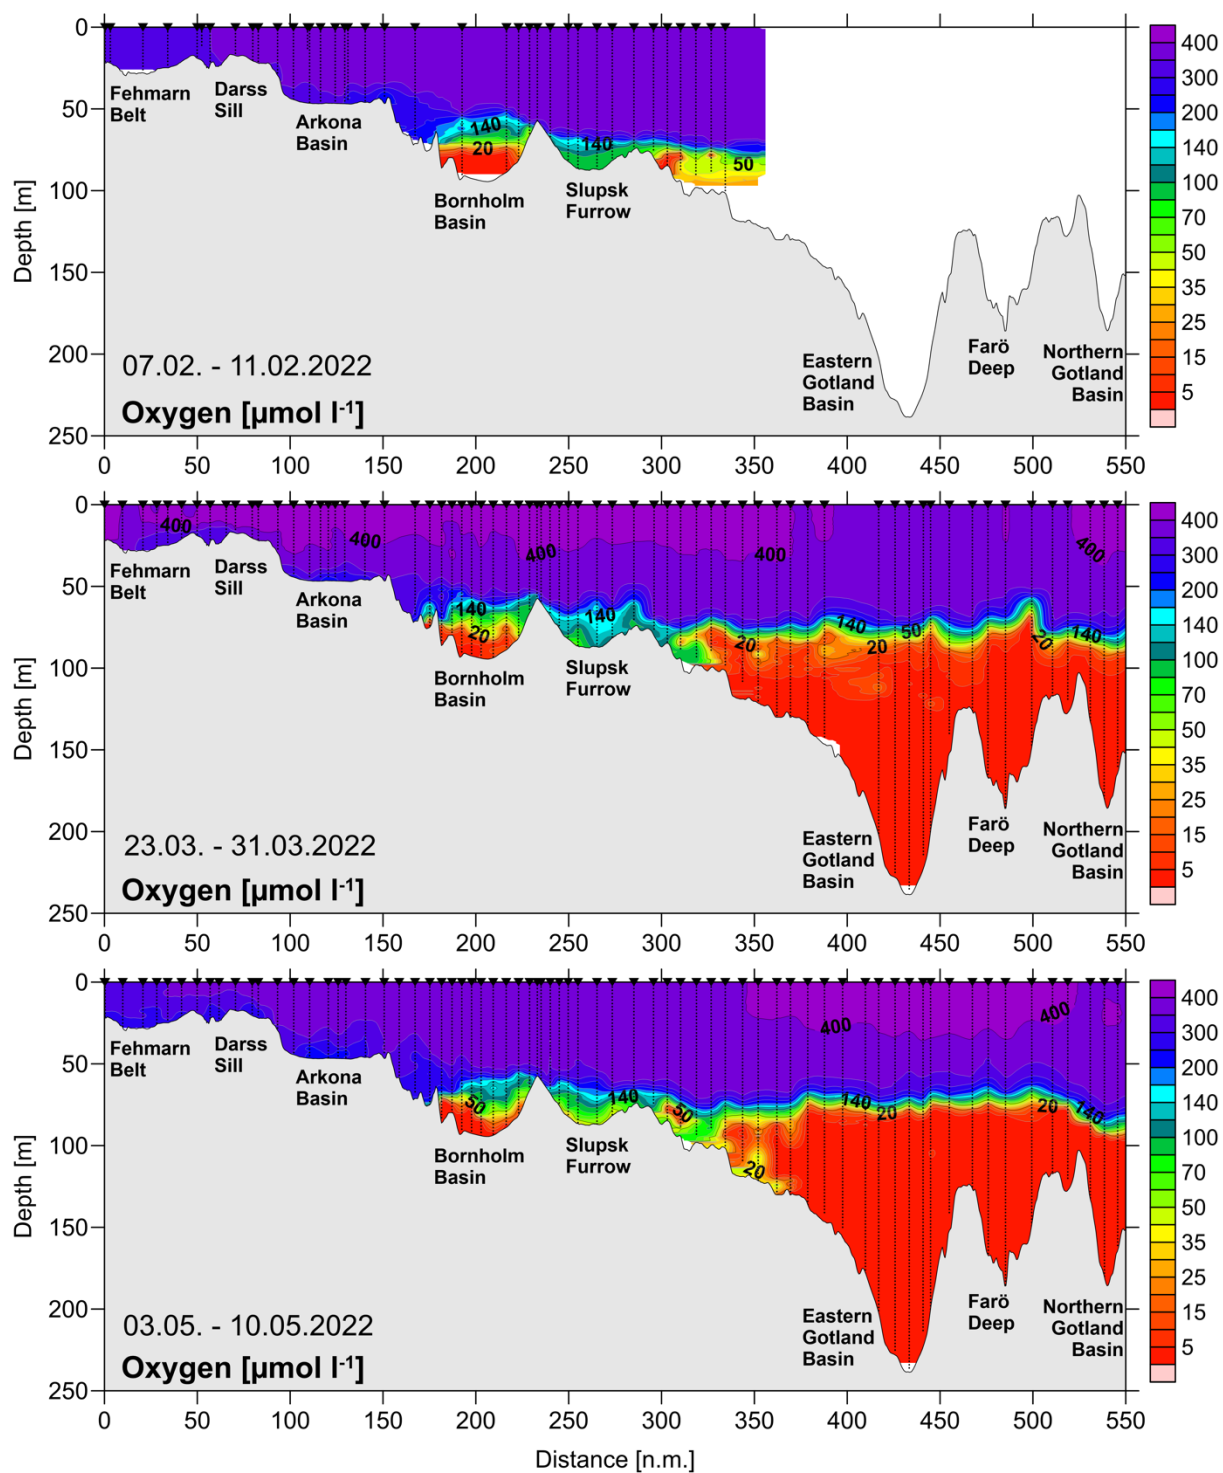 0
50
100
150
200
250
Depth [m]
Fehmarn
Belt
Darss
Sill
Arkona
Basin
Bornholm
Basin
Slupsk
Furrow
Eastern
Gotland
Basin
Farö
Deep
Northern
Gotland
Basin
140
20
140
50
07.02. - 11.02.2022
Oxygen [µmol l-1]
0 50 100 150 200 250 300 350 400 450 500 550
400
300
200
140
100
70
50
35
25
15
5
0
50
100
150
200
250
Depth [m]
400
400
400
400
400
Fehmarn
Belt
Darss
Sill
Arkona
Basin
Bornholm
Basin
Slupsk
Furrow
Eastern
Gotland
Basin
Farö
Deep
Northern
Gotland
Basin
140
20
140
20
140
20
50
20
140
23.03. - 31.03.2022
Oxygen [µmol l-1]
0 50 100 150 200 250 300 350 400 450 500 550
400
300
200
140
100
70
50
35
25
15
5
0
50
100
150
200
250
Depth [m]
400
400
Fehmarn
Belt
Darss
Sill
Arkona
Basin
Bornholm
Basin
Slupsk
Furrow
Eastern
Gotland
Basin
Farö
Deep
Northern
Gotland
Basin
50
140
50
20
140
20
20
140
03.05. - 10.05.2022
Oxygen [µmol l-1]
0 50 100 150 200 250 300 350 400 450 500 550
Distance [n.m.]
400
300
200
140
100
70
50
35
25
15
5